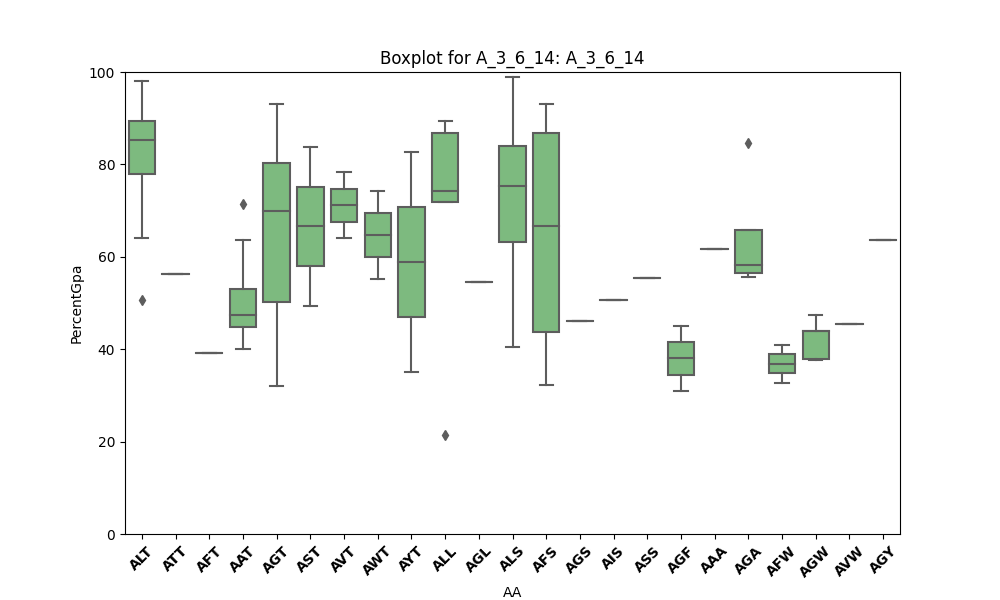 Boxplot for A_3_6_14: A_3_6_14
100
80
60
40
20
0
PercentGpa
ALT ATT AFT AAT AGT AST AVT AWT AYT ALL AGL ALS AFS AGS AIS ASS AGF AAA AGA AFW AGW AVW AGY
AA